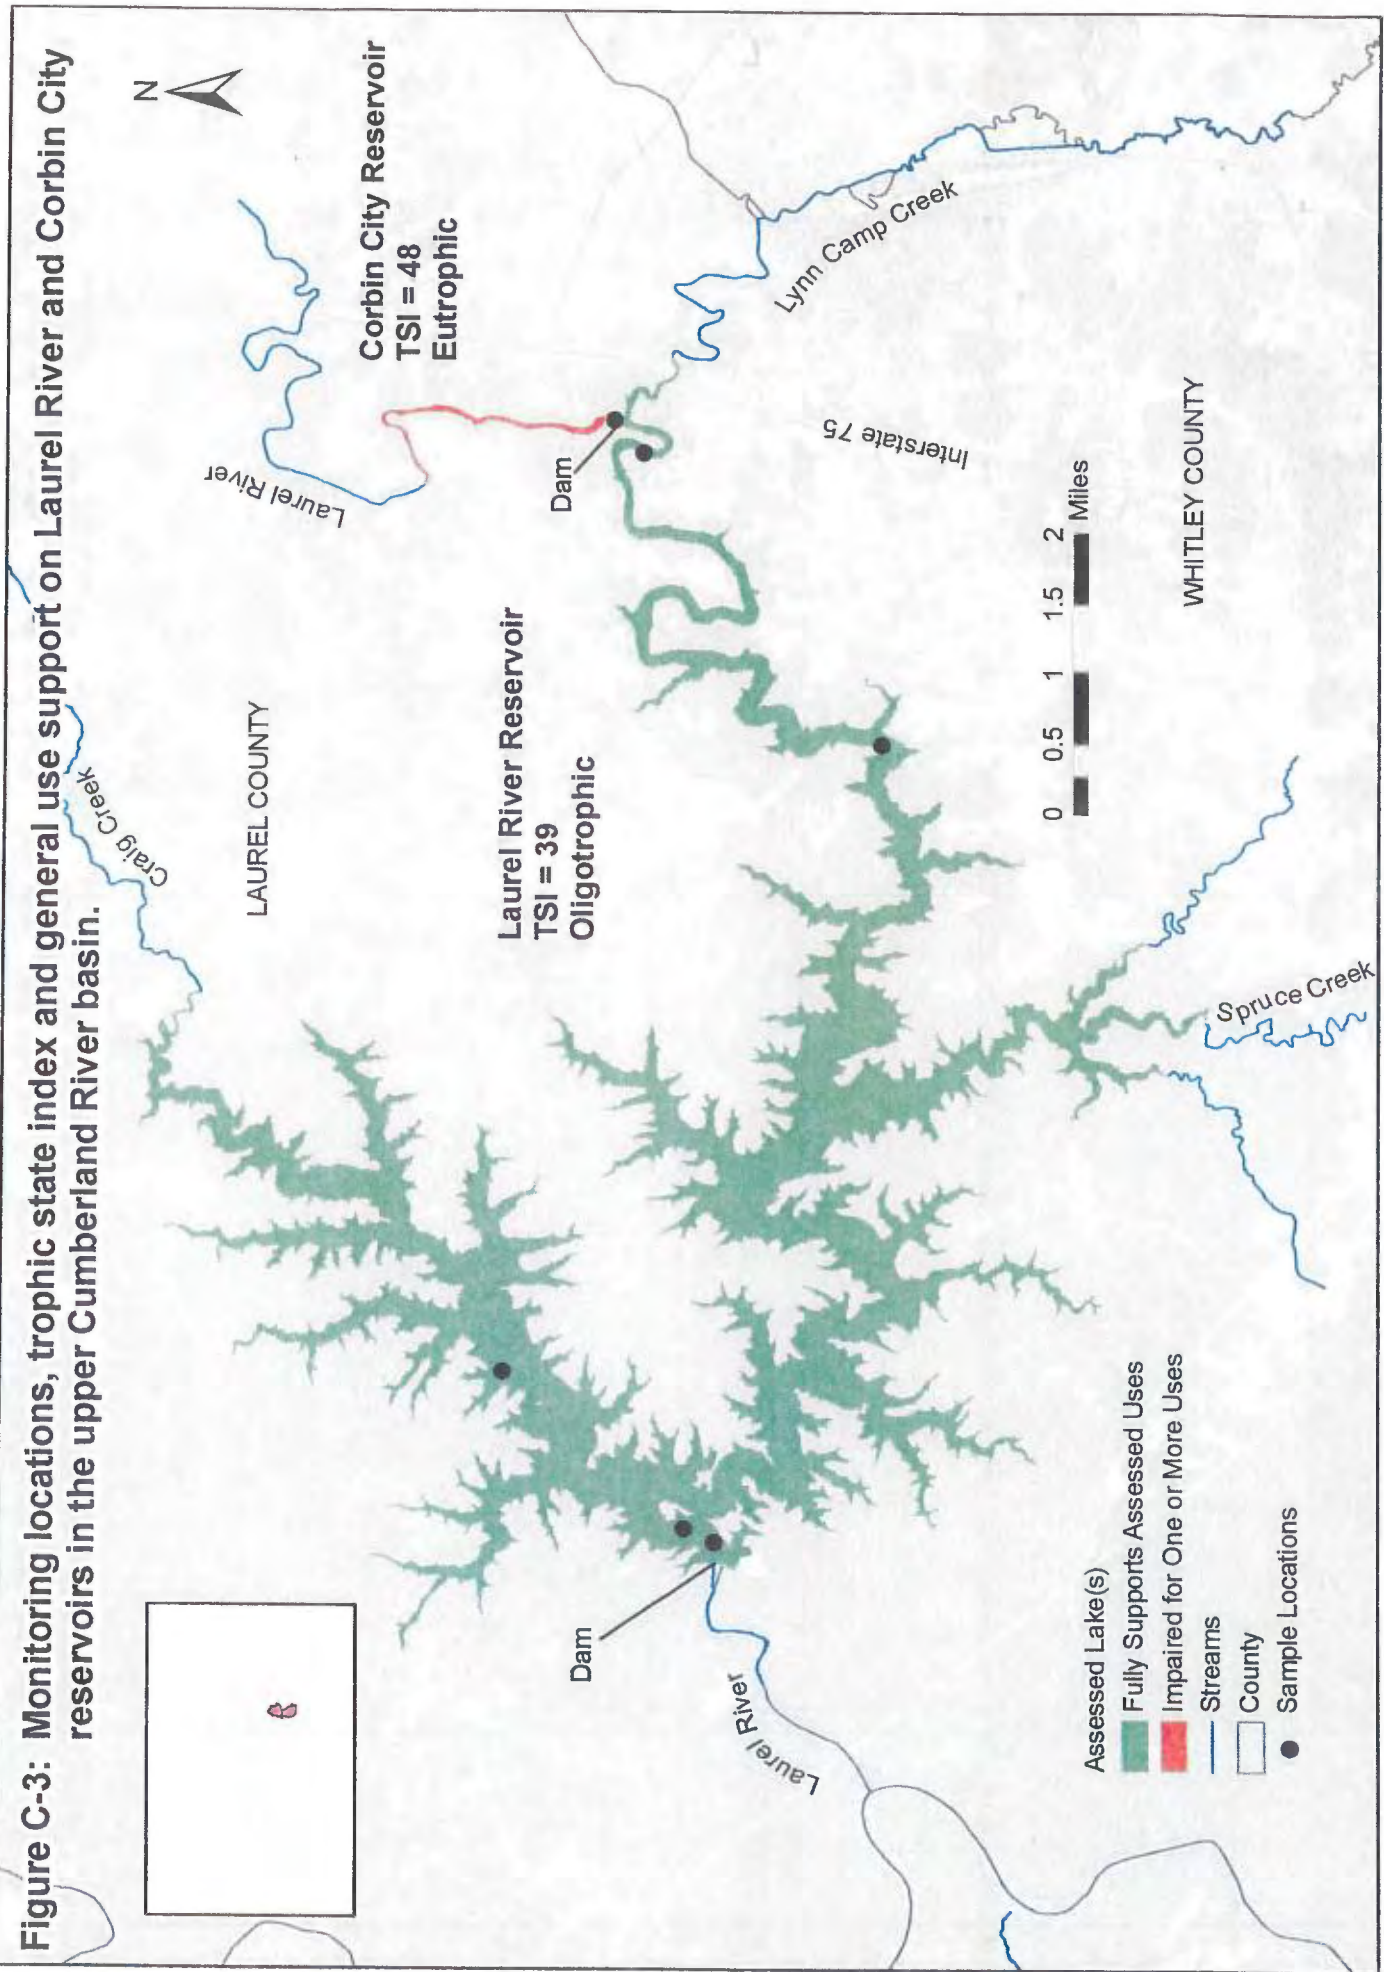 Figure C-3: Monitoring locations, trophic state index and general use support on Laurel River and Corbin City
reservoirs in the upper Cumberland River basin.
N
Craig Creek
LAUREL COUNTY
Laurel River
Corbin City Reservoir
TSI = 48
Eutrophic
Laurel River Reservoir
TSI = 39
Oligotrophic
Dam
Dam
Laurel River
Lynn Camp Creek
Interstate 75
0 0.5 1 1.5 2
Miles
WHITLEY COUNTY
Spruce Creek
Assessed Lake(s)
Fully Supports Assessed Uses
Impaired for One or More Uses
Streams
County
Sample Locations